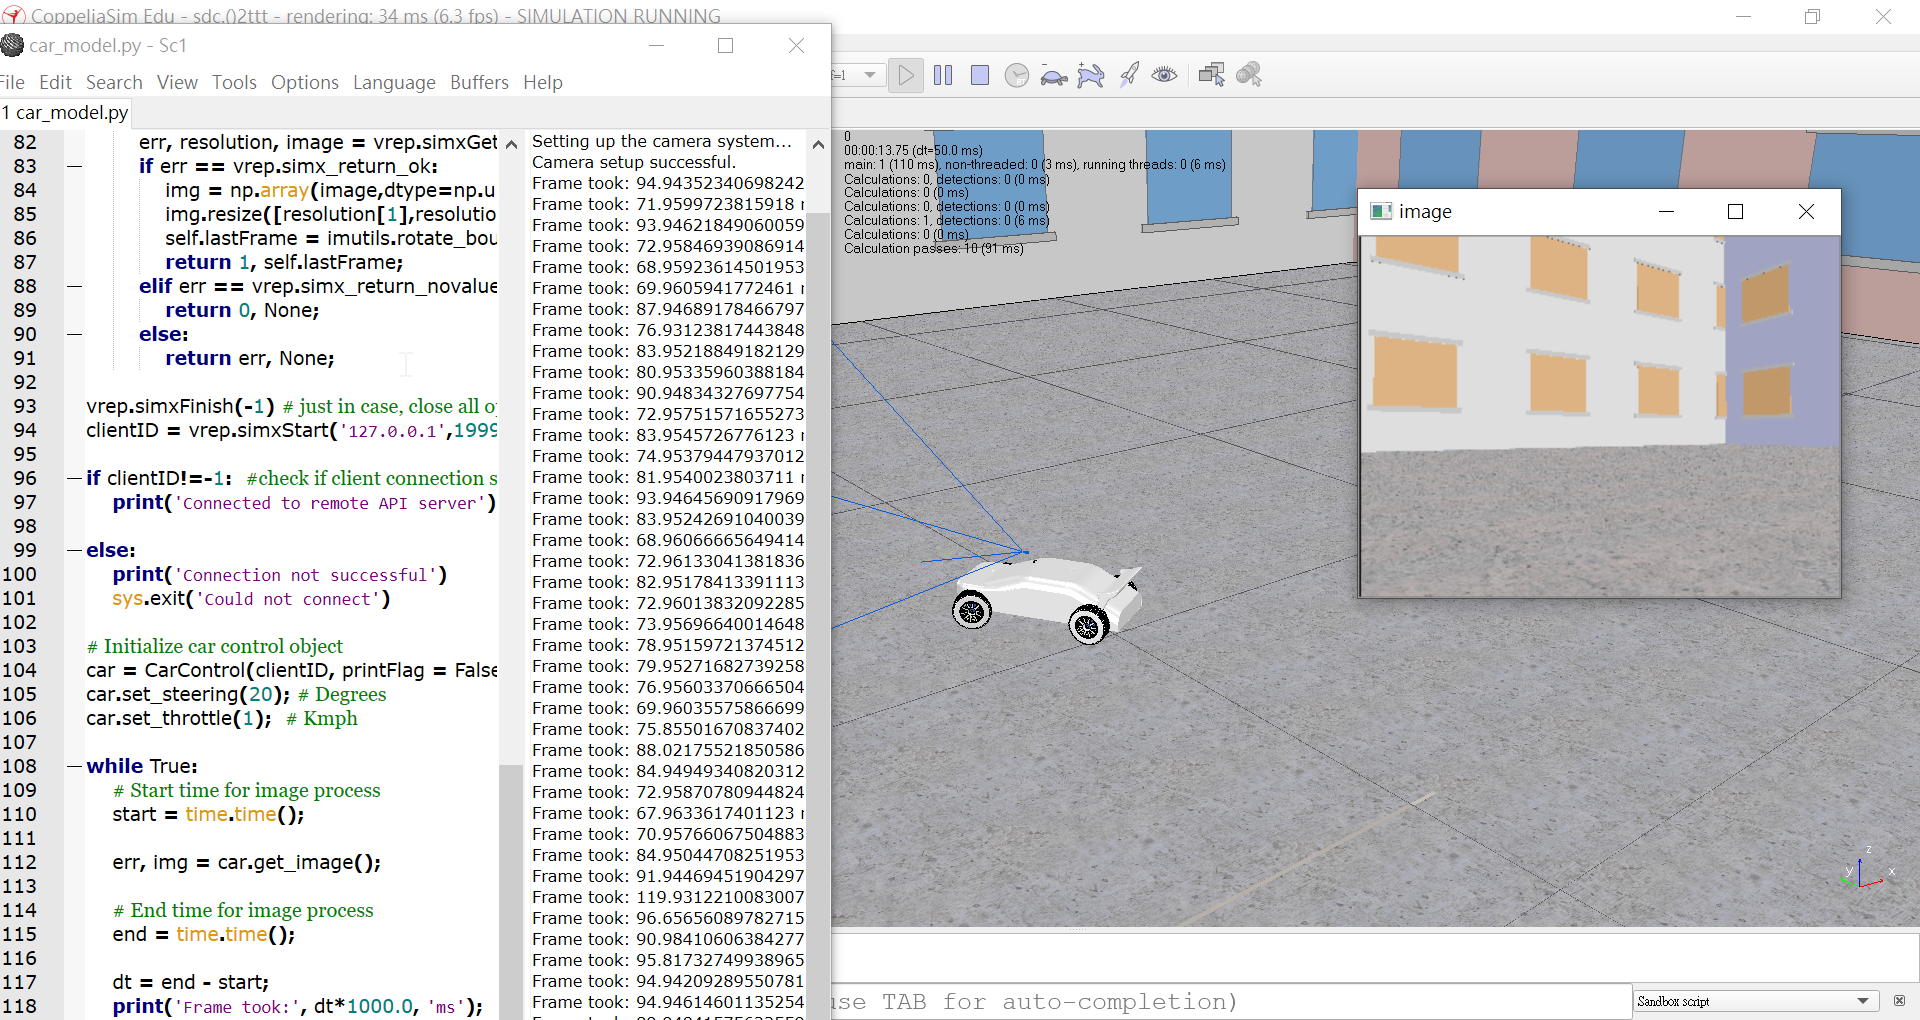 CoppeliaSim Edu - sdc.()2ttt - rendering: 34 ms (6.3 fps) - SIMULATION RUNNING
car_model.py - Sc1
File Edit Search View Tools Options Language Buffers Help
1 car_model.py
82 err, resolution, image = vrep.simxGet
83 if err == vrep.simx_return_ok:
84 img = np.array(image,dtype=np.u
85 img.resize([resolution[1],resolutio
86 self.lastFrame = imutils.rotate_bou
87 return 1, self.lastFrame;
88 elif err == vrep.simx_return_novalue
89 return 0, None;
90 else:
91 return err, None;
92
93 vrep.simxFinish(-1) # just in case, close all o
94 clientID = vrep.simxStart('127.0.0.1',1999
95
96 if clientID!=-1: #check if client connection s
97 print('Connected to remote API server')
98
99 else:
100 print('Connection not successful')
101 sys.exit('Could not connect')
102
103 # Initialize car control object
104 car = CarControl(clientID, printFlag = False
105 car.set_steering(20); # Degrees
106 car.set_throttle(1); # Kmph
107
108 while True:
109 # Start time for image process
110 start = time.time();
111
112 err, img = car.get_image();
113
114 # End time for image process
115 end = time.time();
116
117 dt = end - start;
118 print('Frame took:', dt*1000.0, 'ms');
Setting up the camera system...
Camera setup successful.
Frame took: 94.94352340698242
Frame took: 71.9599723815918 r
Frame took: 93.94621849060059
Frame took: 72.95846939086914
Frame took: 68.95923614501953
Frame took: 69.9605941772461 r
Frame took: 87.94689178466797
Frame took: 76.93123817443848
Frame took: 83.95218849182129
Frame took: 80.95335960388184
Frame took: 90.94834327697754
Frame took: 72.95751571655273
Frame took: 83.9545726776123 r
Frame took: 74.95379447937012
Frame took: 81.9540023803711 r
Frame took: 93.94645690917969
Frame took: 83.95242691040039
Frame took: 68.96066665649414
Frame took: 72.96133041381836
Frame took: 82.95178413391113
Frame took: 72.96013832092285
Frame took: 73.95696640014648
Frame took: 78.95159721374512
Frame took: 79.95271682739258
Frame took: 76.95603370666504
Frame took: 69.96035575866699
Frame took: 75.85501670837402
Frame took: 88.02175521850586
Frame took: 84.94949340820312
Frame took: 72.95870780944824
Frame took: 67.9633617401123 r
Frame took: 70.95766067504883
Frame took: 84.95044708251953
Frame took: 91.94469451904297
Frame took: 119.93122100830​07
Frame took: 96.65656089782715
Frame took: 90.98410606384277
Frame took: 95.81732749938965
Frame took: 94.94209289550781
Frame took: 94.94614601135254
0
00:00:13.75 (dt=50.0 ms)
main: 1 (110 ms), non-threaded: 0 (3 ms), running threads: 0 (6 ms)
Calculations: 0, detections: 0 (0 ms)
Calculations: 0 (0 ms)
Calculations: 0, detections: 0 (0 ms)
Calculations: 1, detections: 0 (6 ms)
Calculations: 0 (0 ms)
Calculation passes: 10 (91 ms)
image
z
y
x
use TAB for auto-completion)
Sandbox script